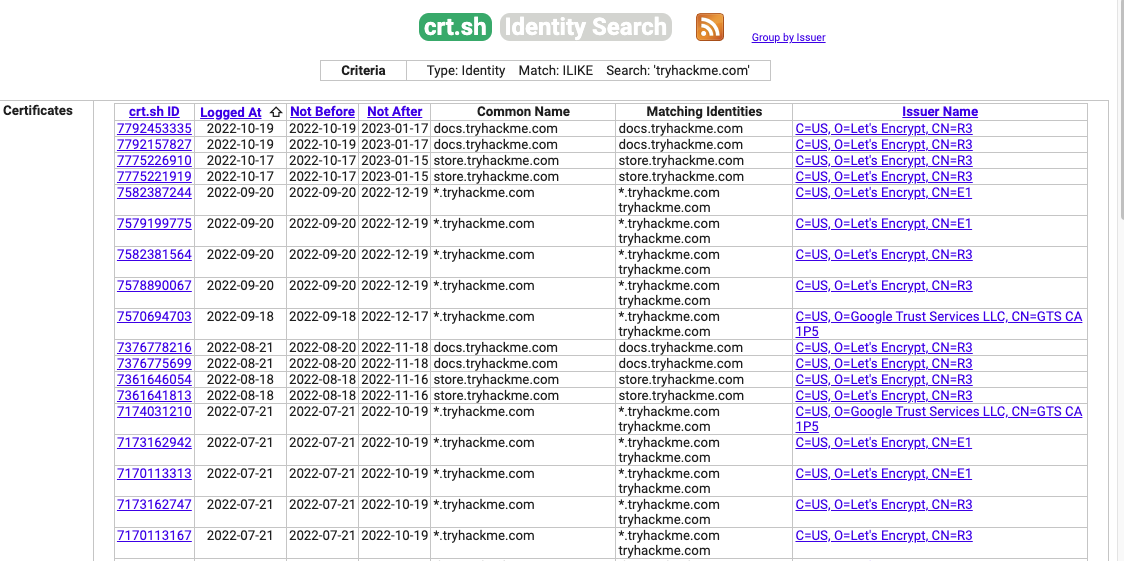 crt.sh Identity Search
Group by Issuer
Criteria Type: Identity Match: ILIKE Search: 'tryhackme.com'
Certificates
crt.sh ID Logged At ⇧ Not Before Not After Common Name Matching Identities Issuer Name
7792453335 2022-10-19 2022-10-19 2023-01-17 docs.tryhackme.com docs.tryhackme.com C=US, O=Let's Encrypt, CN=R3
7792157827 2022-10-19 2022-10-19 2023-01-17 docs.tryhackme.com docs.tryhackme.com C=US, O=Let's Encrypt, CN=R3
7775226910 2022-10-17 2022-10-17 2023-01-15 store.tryhackme.com store.tryhackme.com C=US, O=Let's Encrypt, CN=R3
7775221919 2022-10-17 2022-10-17 2023-01-15 store.tryhackme.com store.tryhackme.com C=US, O=Let's Encrypt, CN=R3
7582387244 2022-09-20 2022-09-20 2022-12-19 *.tryhackme.com *.tryhackme.com C=US, O=Let's Encrypt, CN=E1
tryhackme.com
7579199775 2022-09-20 2022-09-20 2022-12-19 *.tryhackme.com *.tryhackme.com C=US, O=Let's Encrypt, CN=E1
tryhackme.com
7582381564 2022-09-20 2022-09-20 2022-12-19 *.tryhackme.com *.tryhackme.com C=US, O=Let's Encrypt, CN=R3
tryhackme.com
7578890067 2022-09-20 2022-09-20 2022-12-19 *.tryhackme.com *.tryhackme.com C=US, O=Let's Encrypt, CN=R3
tryhackme.com
7570694703 2022-09-18 2022-09-18 2022-12-17 *.tryhackme.com *.tryhackme.com C=US, O=Google Trust Services LLC, CN=GTS CA
tryhackme.com 1P5
7376778216 2022-08-21 2022-08-20 2022-11-18 docs.tryhackme.com docs.tryhackme.com C=US, O=Let's Encrypt, CN=R3
7376775699 2022-08-21 2022-08-20 2022-11-18 docs.tryhackme.com docs.tryhackme.com C=US, O=Let's Encrypt, CN=R3
7361646054 2022-08-18 2022-08-18 2022-11-16 store.tryhackme.com store.tryhackme.com C=US, O=Let's Encrypt, CN=R3
7361641813 2022-08-18 2022-08-18 2022-11-16 store.tryhackme.com store.tryhackme.com C=US, O=Let's Encrypt, CN=R3
7174031210 2022-07-21 2022-07-21 2022-10-19 *.tryhackme.com *.tryhackme.com C=US, O=Google Trust Services LLC, CN=GTS CA
tryhackme.com 1P5
7173162942 2022-07-21 2022-07-21 2022-10-19 *.tryhackme.com *.tryhackme.com C=US, O=Let's Encrypt, CN=E1
tryhackme.com
7170113313 2022-07-21 2022-07-21 2022-10-19 *.tryhackme.com *.tryhackme.com C=US, O=Let's Encrypt, CN=E1
tryhackme.com
7173162747 2022-07-21 2022-07-21 2022-10-19 *.tryhackme.com *.tryhackme.com C=US, O=Let's Encrypt, CN=R3
tryhackme.com
7170113167 2022-07-21 2022-07-21 2022-10-19 *.tryhackme.com *.tryhackme.com C=US, O=Let's Encrypt, CN=R3
tryhackme.com